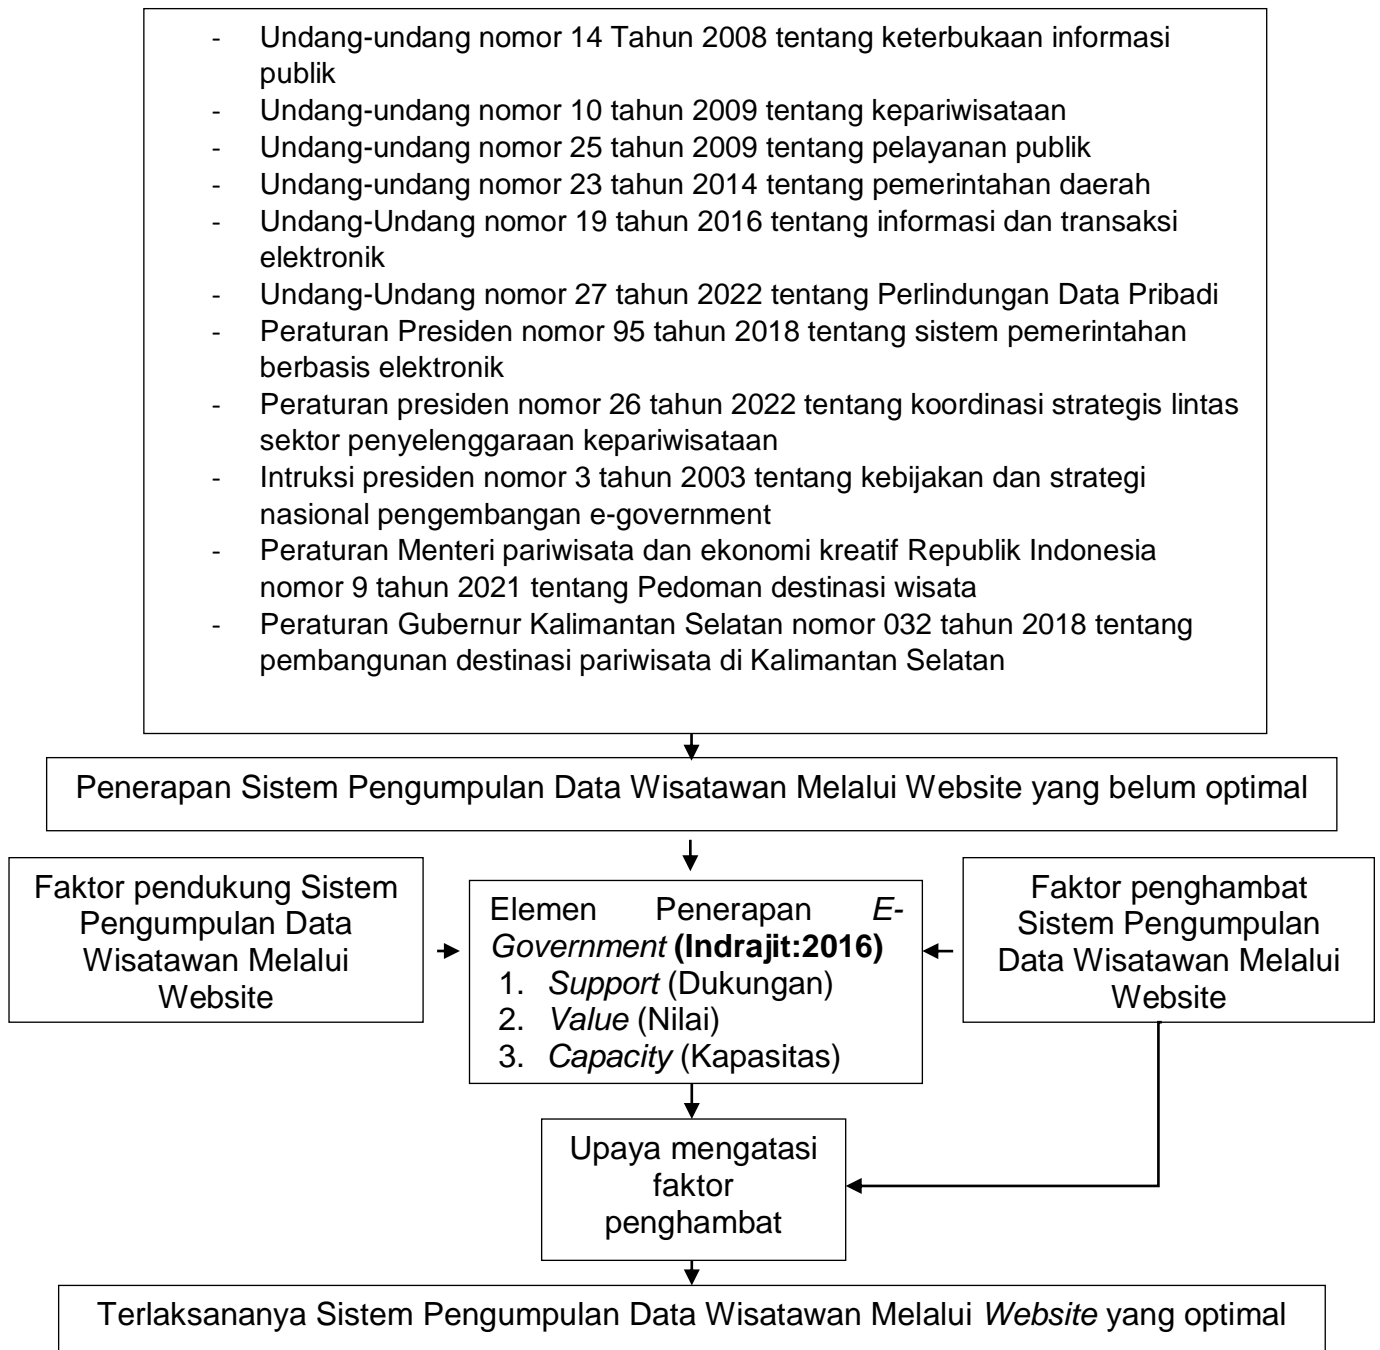 - Undang-undang nomor 14 Tahun 2008 tentang keterbukaan informasi
publik
- Undang-undang nomor 10 tahun 2009 tentang kepariwisataan
- Undang-undang nomor 25 tahun 2009 tentang pelayanan publik
- Undang-undang nomor 23 tahun 2014 tentang pemerintahan daerah
- Undang-Undang nomor 19 tahun 2016 tentang informasi dan transaksi
elektronik
- Undang-Undang nomor 27 tahun 2022 tentang Perlindungan Data Pribadi
- Peraturan Presiden nomor 95 tahun 2018 tentang sistem pemerintahan
berbasis elektronik
- Peraturan presiden nomor 26 tahun 2022 tentang koordinasi strategis lintas
sektor penyelenggaraan kepariwisataan
- Intruksi presiden nomor 3 tahun 2003 tentang kebijakan dan strategi
nasional pengembangan e-government
- Peraturan Menteri pariwisata dan ekonomi kreatif Republik Indonesia
nomor 9 tahun 2021 tentang Pedoman destinasi wisata
- Peraturan Gubernur Kalimantan Selatan nomor 032 tahun 2018 tentang
pembangunan destinasi pariwisata di Kalimantan Selatan
Penerapan Sistem Pengumpulan Data Wisatawan Melalui Website yang belum optimal
Faktor pendukung Sistem
Pengumpulan Data
Wisatawan Melalui
Website
Elemen Penerapan E-
Government (Indrajit:2016)
1. Support (Dukungan)
2. Value (Nilai)
3. Capacity (Kapasitas)
Faktor penghambat
Sistem Pengumpulan
Data Wisatawan Melalui
Website
Upaya mengatasi
faktor
penghambat
Terlaksananya Sistem Pengumpulan Data Wisatawan Melalui Website yang optimal